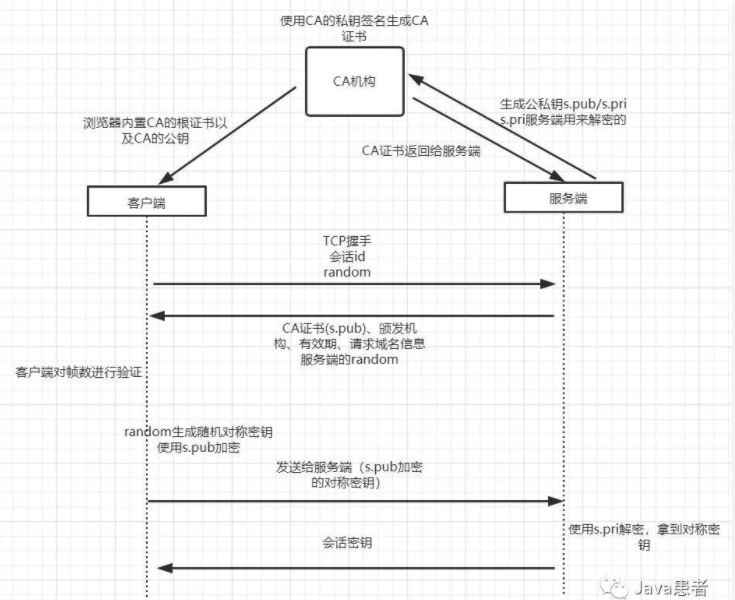 使用CA的私钥签名生成CA
证书
CA机构
生成公私钥s.pub/s.pri
s.pri服务端用来解密的
浏览器内置CA的根证书以
及CA的公钥
CA证书返回给服务端
客户端
服务端
TCP握手
会话id
random
CA证书(s.pub)、颁发机
构、有效期、请求域名信息
服务端的random
客户端对帧数进行验证
random生成随机对称密钥
使用s.pub加密
发送给服务端（s.pub加密
的对称密钥）
使用s.pri解密，拿到对称密
钥
会话密钥
Java患者